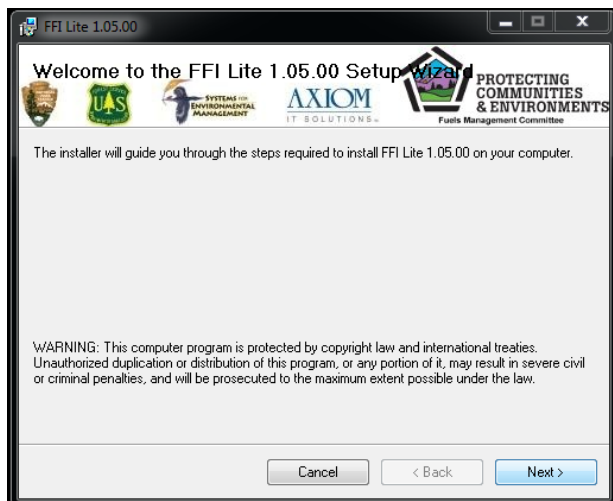 FFI Lite 1.05.00
Welcome to the FFI Lite 1.05.00 Setup Wizard
UAS
SYSTEMS FOR
ENVIRONMENTAL
MANAGEMENT
AXIOM
IT SOLUTIONS
PROTECTING
COMMUNITIES
& ENVIRONMENTS
Fuels Management Committee
The installer will guide you through the steps required to install FFI Lite 1.05.00 on your computer.
WARNING: This computer program is protected by copyright law and international treaties.
Unauthorized duplication or distribution of this program, or any portion of it, may result in severe civil
or criminal penalties, and will be prosecuted to the maximum extent possible under the law.
Cancel
< Back
Next >